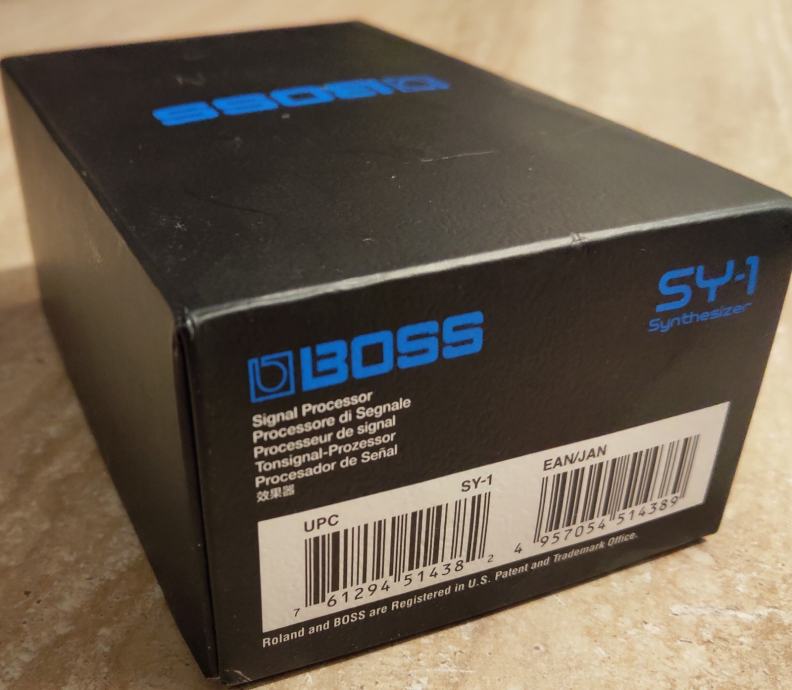 BOSS
BOSS
SY-1
Synthesizer
Signal Processor
Processore di Segnale
Processeur de signal
Tonsignal-Prozessor
Procesador de Señal
效果器
UPC SY-1
7 61294 51438 2
EAN/JAN
4 957054 514389
Roland and BOSS are Registered in U.S. Patent and Trademark Office.